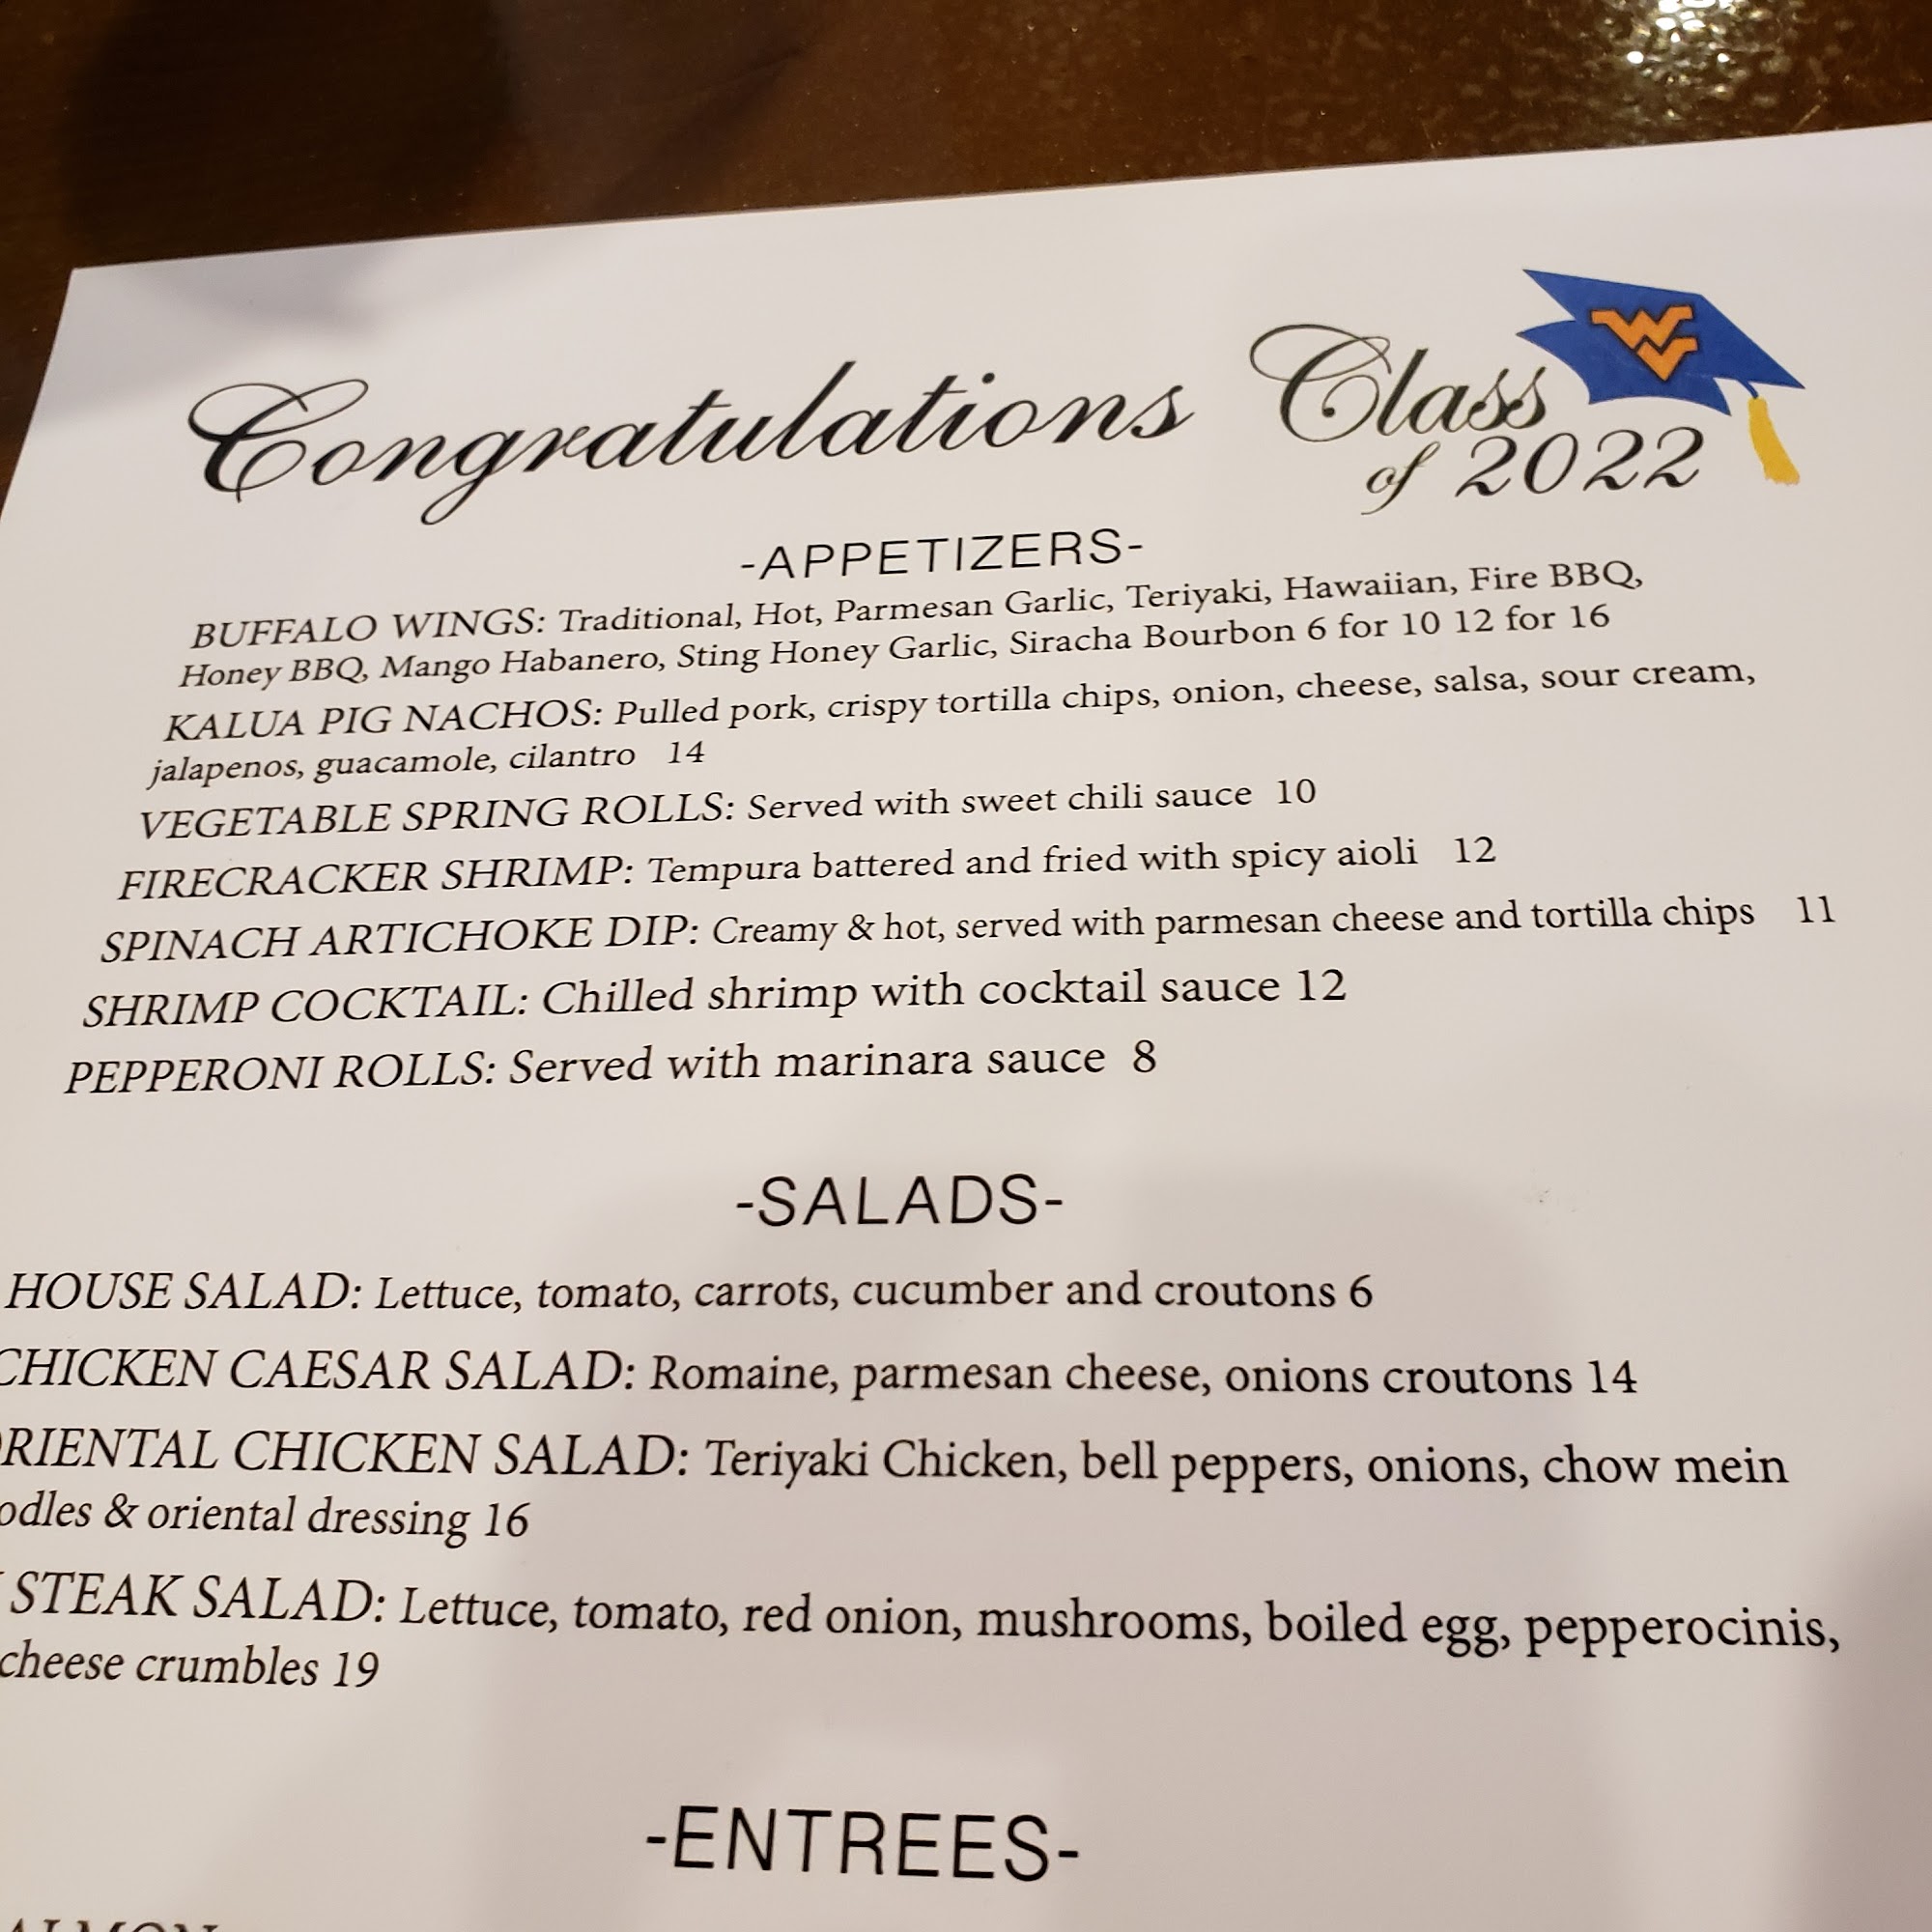 Congratulations Class
of 2022
WV
-APPETIZERS-
BUFFALO WINGS: Traditional, Hot, Parmesan Garlic, Teriyaki, Hawaiian, Fire BBQ,
Honey BBQ, Mango Habanero, Sting Honey Garlic, Siracha Bourbon 6 for 10 12 for 16
KALUA PIG NACHOS: Pulled pork, crispy tortilla chips, onion, cheese, salsa, sour cream,
jalapenos, guacamole, cilantro 14
VEGETABLE SPRING ROLLS: Served with sweet chili sauce 10
FIRECRACKER SHRIMP: Tempura battered and fried with spicy aioli 12
SPINACH ARTICHOKE DIP: Creamy & hot, served with parmesan cheese and tortilla chips 11
SHRIMP COCKTAIL: Chilled shrimp with cocktail sauce 12
PEPPERONI ROLLS: Served with marinara sauce 8
-SALADS-
HOUSE SALAD: Lettuce, tomato, carrots, cucumber and croutons 6
CHICKEN CAESAR SALAD: Romaine, parmesan cheese, onions croutons 14
RIENTAL CHICKEN SALAD: Teriyaki Chicken, bell peppers, onions, chow mein
odles & oriental dressing 16
STEAK SALAD: Lettuce, tomato, red onion, mushrooms, boiled egg, pepperocinis,
cheese crumbles 19
-ENTREES-